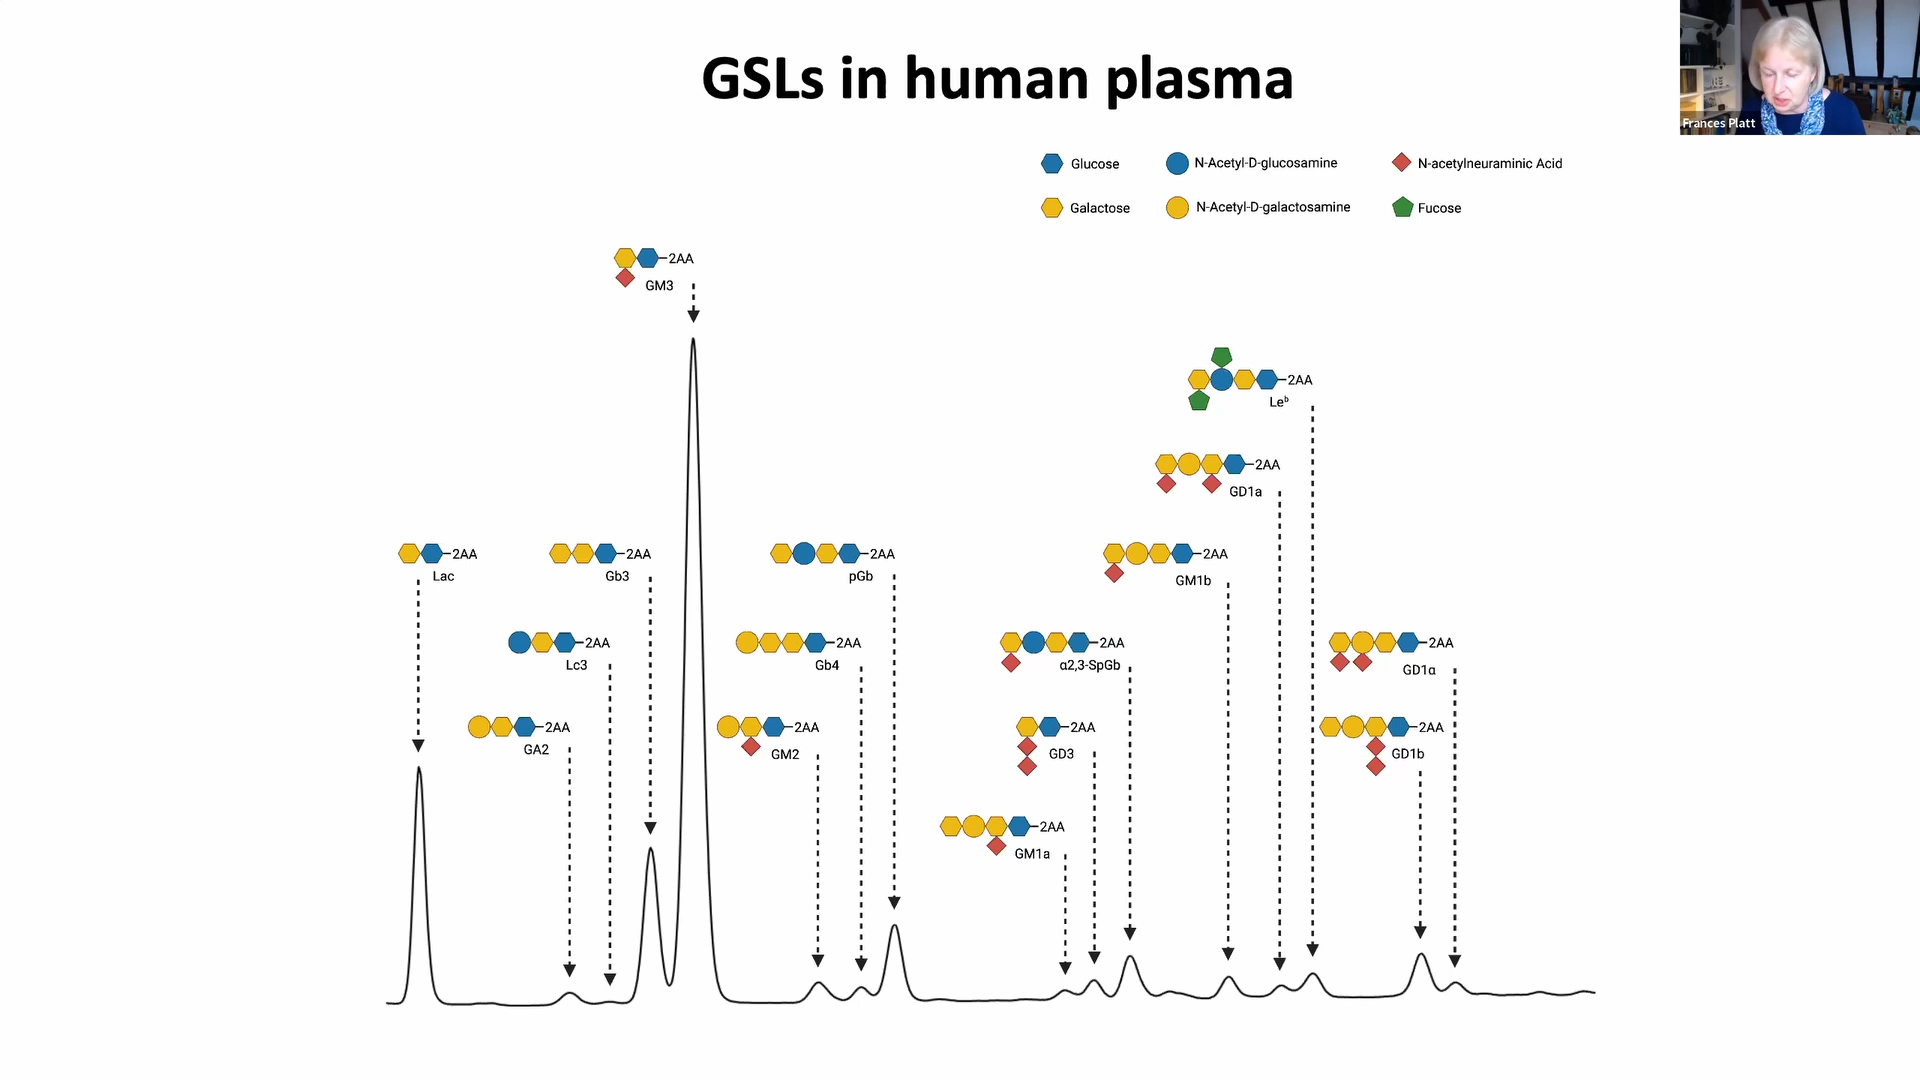 GSLs in human plasma
Frances Platt
Glucose
N-Acetyl-D-glucosamine
N-acetylneuraminic Acid
Galactose
N-Acetyl-D-galactosamine
Fucose
2AA
GM3
2AA
Leᵇ
2AA
GD1a
2AA
Lac
2AA
Gb3
2AA
pGb
2AA
GM1b
2AA
Lc3
2AA
Gb4
2AA
α2,3-SpGb
2AA
GD1α
2AA
GA2
2AA
GM2
2AA
GD3
2AA
GD1b
2AA
GM1a